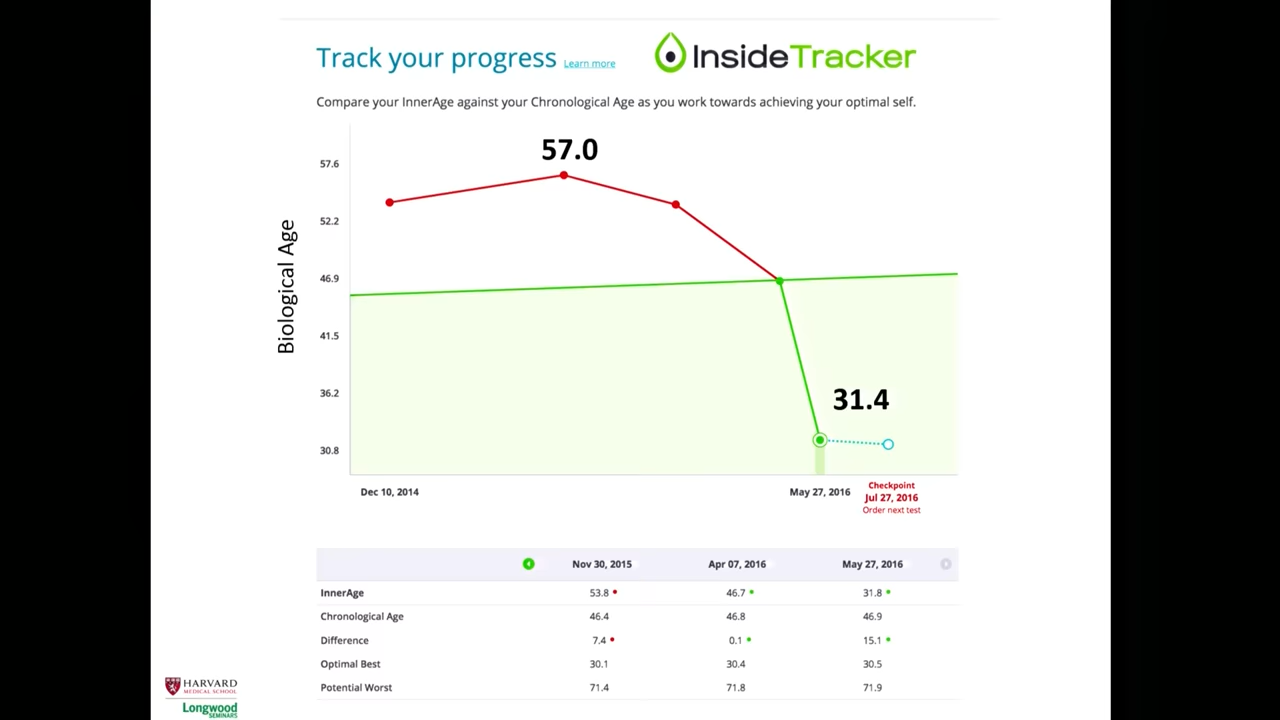 Track your progress Learn more
InsideTracker
Compare your InnerAge against your Chronological Age as you work towards achieving your optimal self.
57.0
57.6
52.2
46.9
41.5
36.2
30.8
Biological Age
31.4
Dec 10, 2014
May 27, 2016
Checkpoint
Jul 27, 2016
Order next test
Nov 30, 2015 Apr 07, 2016 May 27, 2016
InnerAge 53.8 46.7 31.8
Chronological Age 46.4 46.8 46.9
Difference 7.4 0.1 15.1
Optimal Best 30.1 30.4 30.5
Potential Worst 71.4 71.8 71.9
HARVARD
MEDICAL SCHOOL
Longwood
SEMINARS